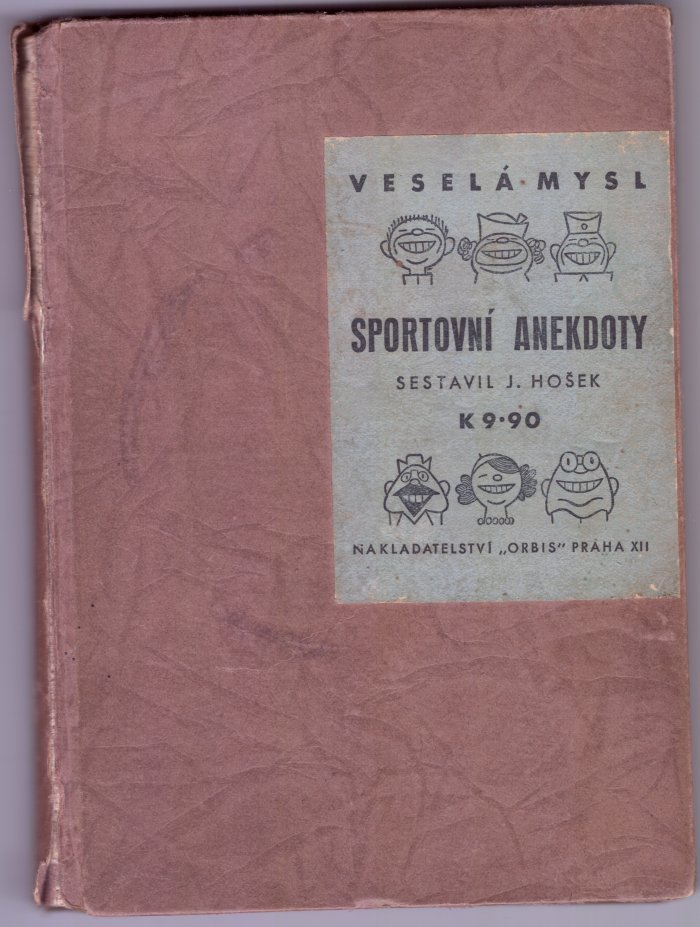 VESELÁ MYSL
SPORTOVNÍ ANEKDOTY
SESTAVIL J. HOŠEK
K 9·90
NAKLADATELSTVÍ „ORBIS" PRAHA XII